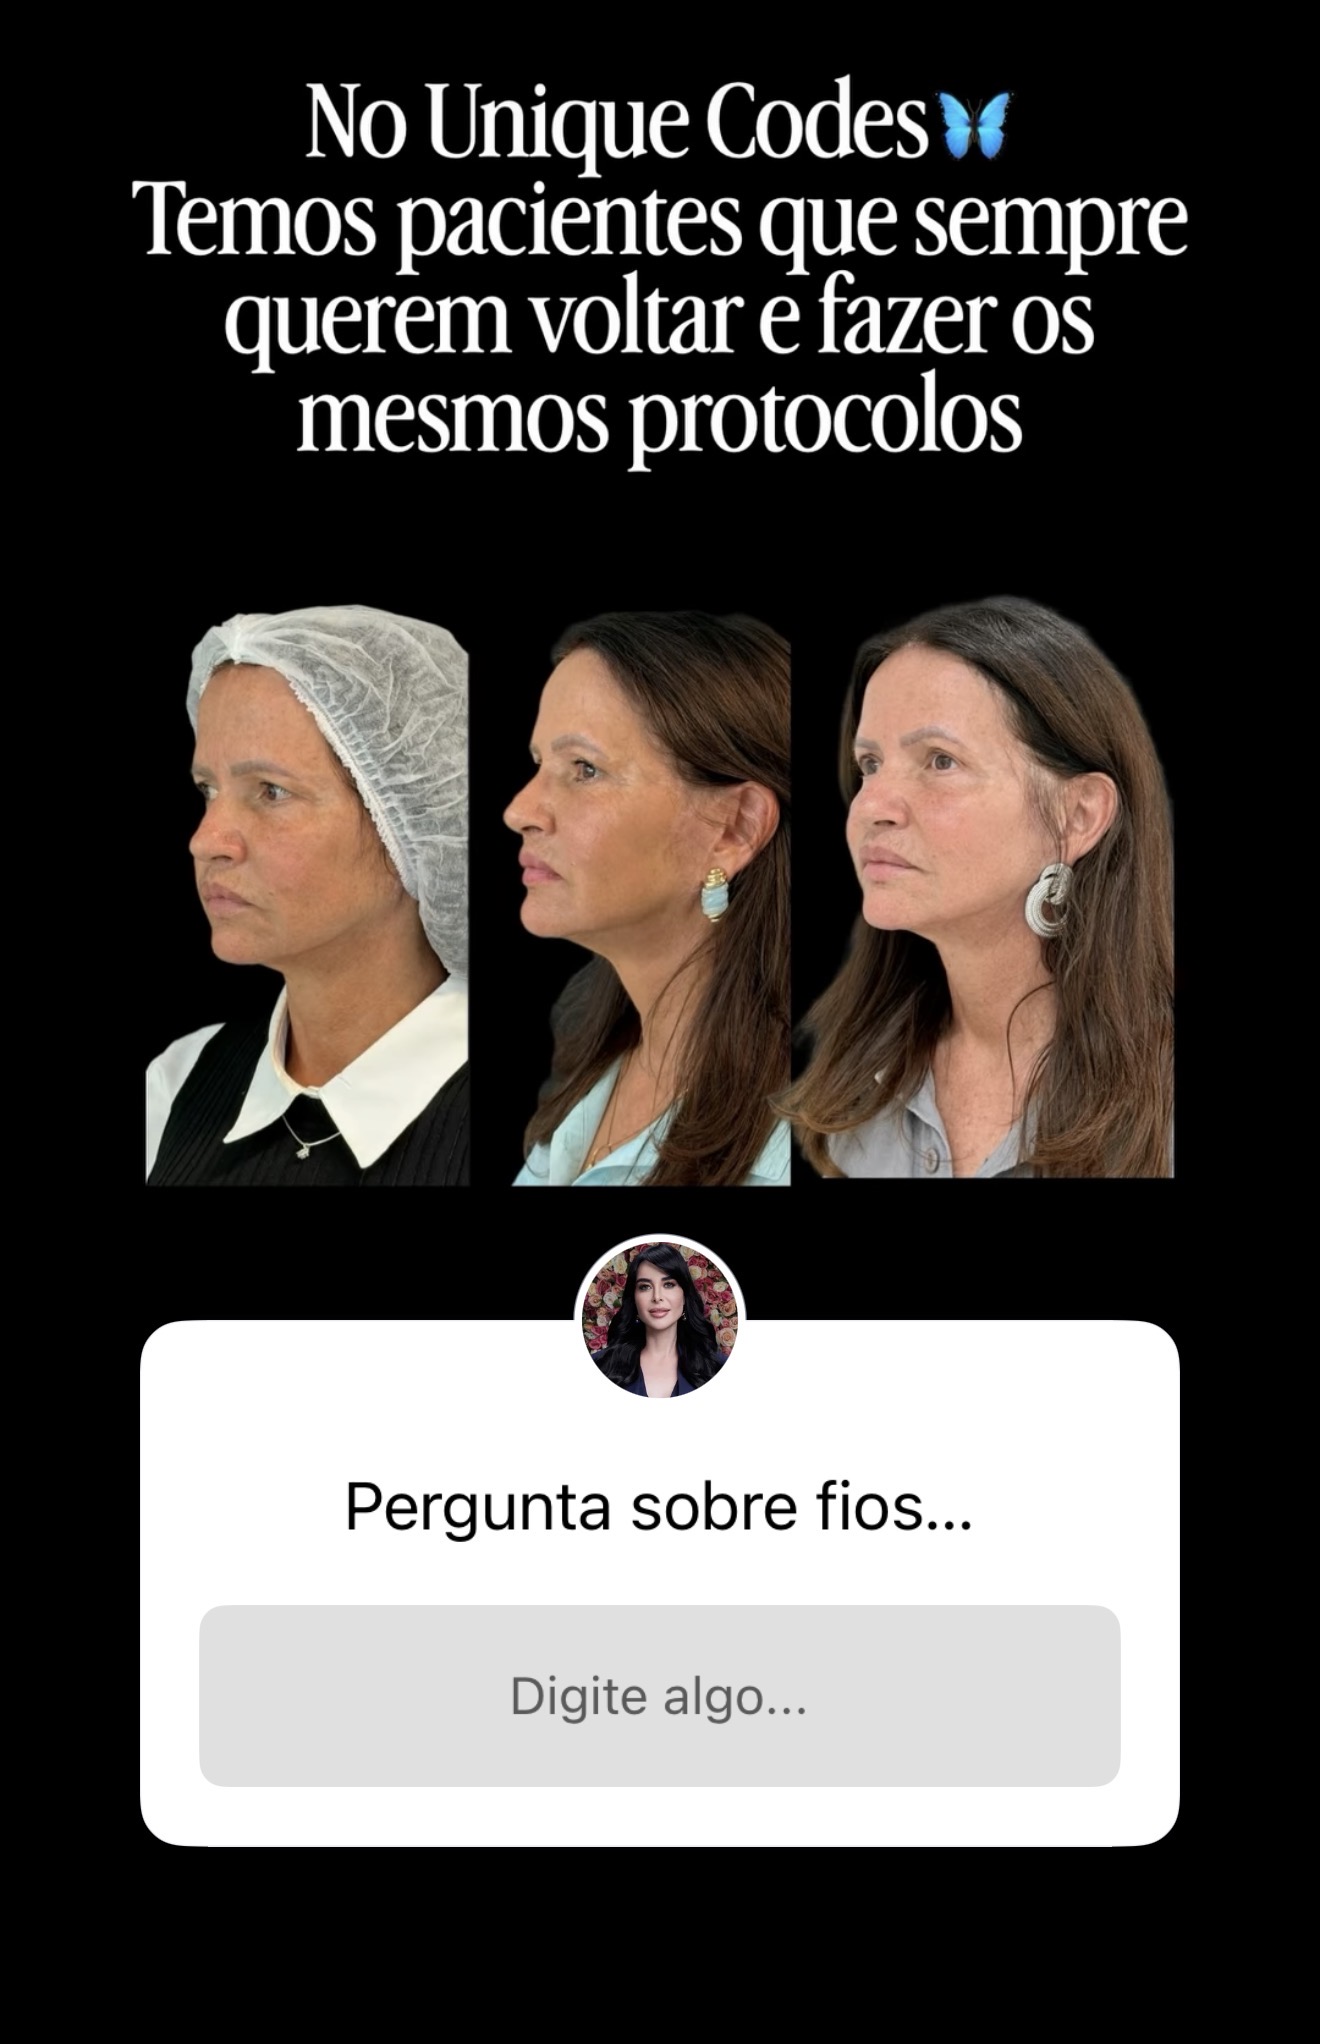 No Unique Codes🦋
Temos pacientes que sempre
querem voltar e fazer os
mesmos protocolos
Pergunta sobre fios...
Digite algo...